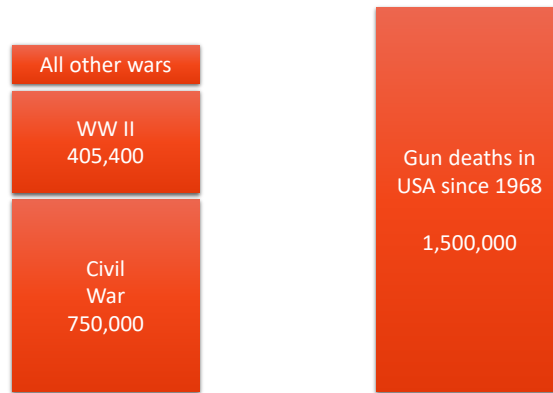 All other wars
WW II
405,400
Civil
War
750,000
Gun deaths in
USA since 1968
1,500,000